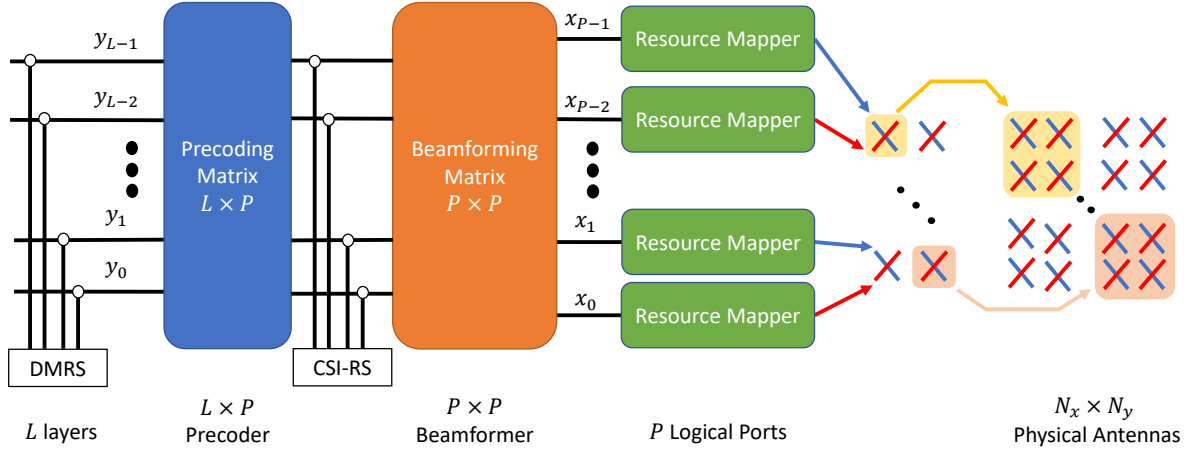 y_{L-1}
y_{L-2}
y_1
y_0
DMRS
L layers
Precoding
Matrix
L × P
L × P
Precoder
CSI-RS
Beamforming
Matrix
P × P
P × P
Beamformer
x_{P-1}
x_{P-2}
x_1
x_0
Resource Mapper
Resource Mapper
Resource Mapper
Resource Mapper
P Logical Ports
N_x × N_y
Physical Antennas